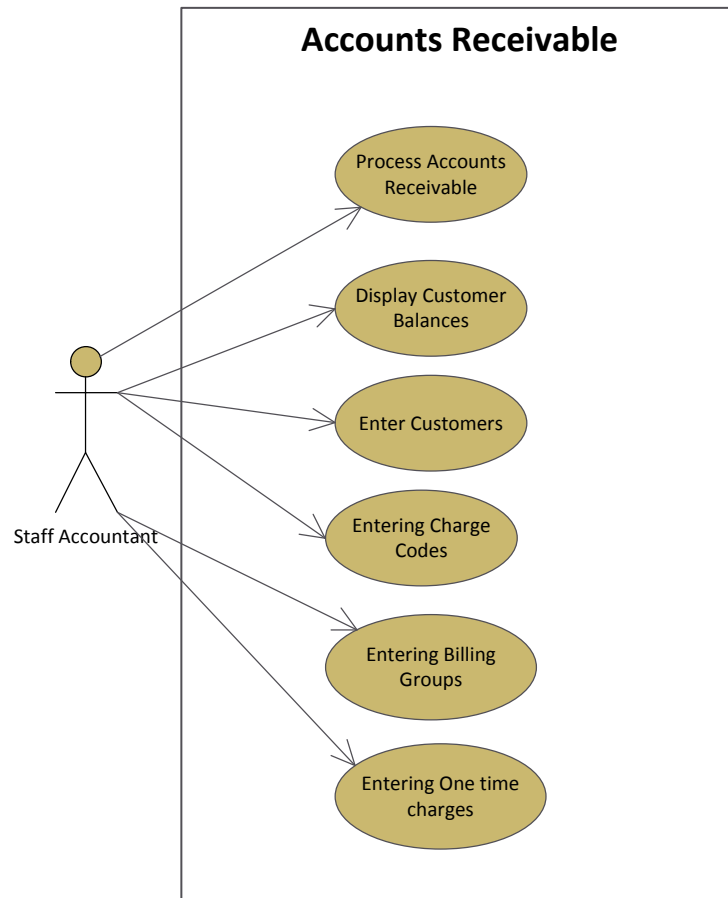 Accounts Receivable
Process Accounts
Receivable
Display Customer
Balances
Enter Customers
Entering Charge
Codes
Staff Accountant
Entering Billing
Groups
Entering One time
charges